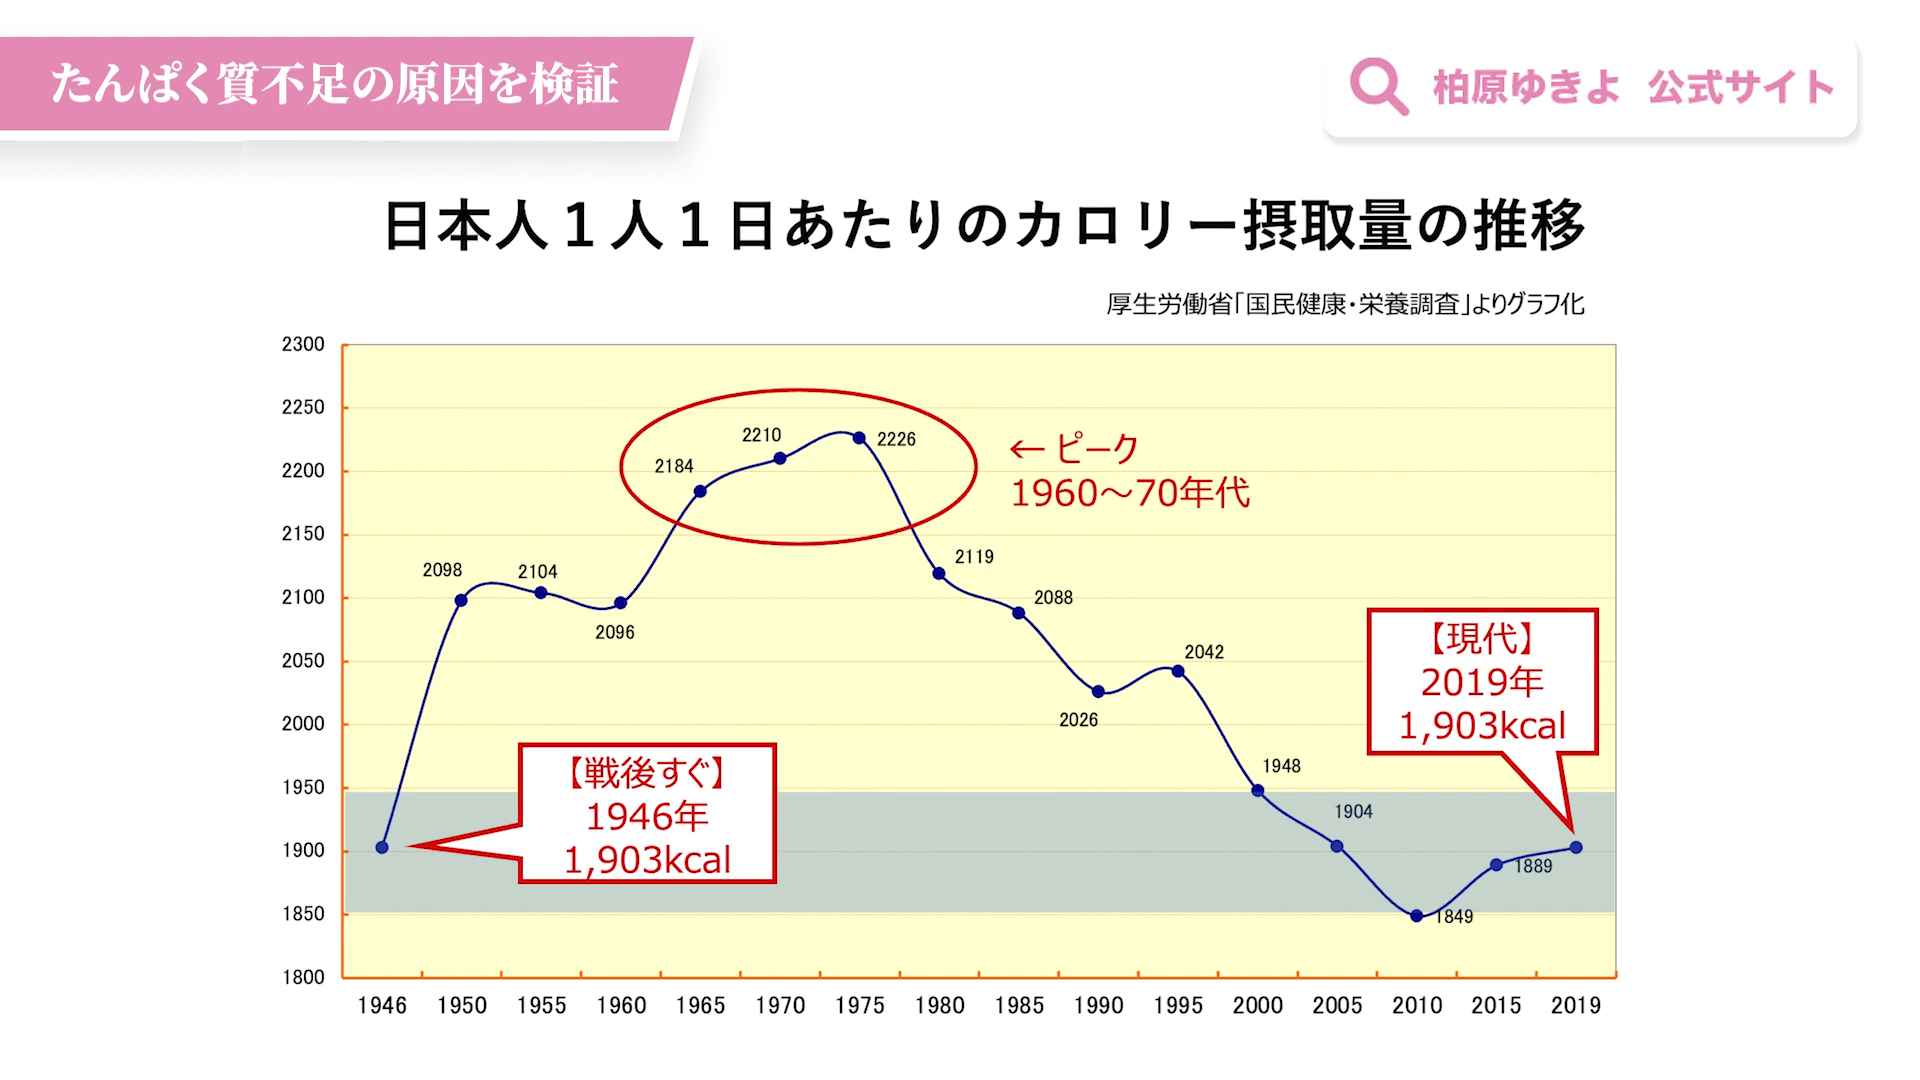 たんぱく質不足の原因を検証
柏原ゆきよ 公式サイト
日本人１人１日あたりのカロリー摂取量の推移
厚生労働省「国民健康・栄養調査」よりグラフ化
2300
2250
2200
2150
2100
2050
2000
1950
1900
1850
1800
2098
2104
2096
2184
2210
2226
2119
2088
2026
2042
1948
1904
1849
1889
← ピーク
1960～70年代
【戦後すぐ】
1946年
1,903kcal
【現代】
2019年
1,903kcal
1946 1950 1955 1960 1965 1970 1975 1980 1985 1990 1995 2000 2005 2010 2015 2019